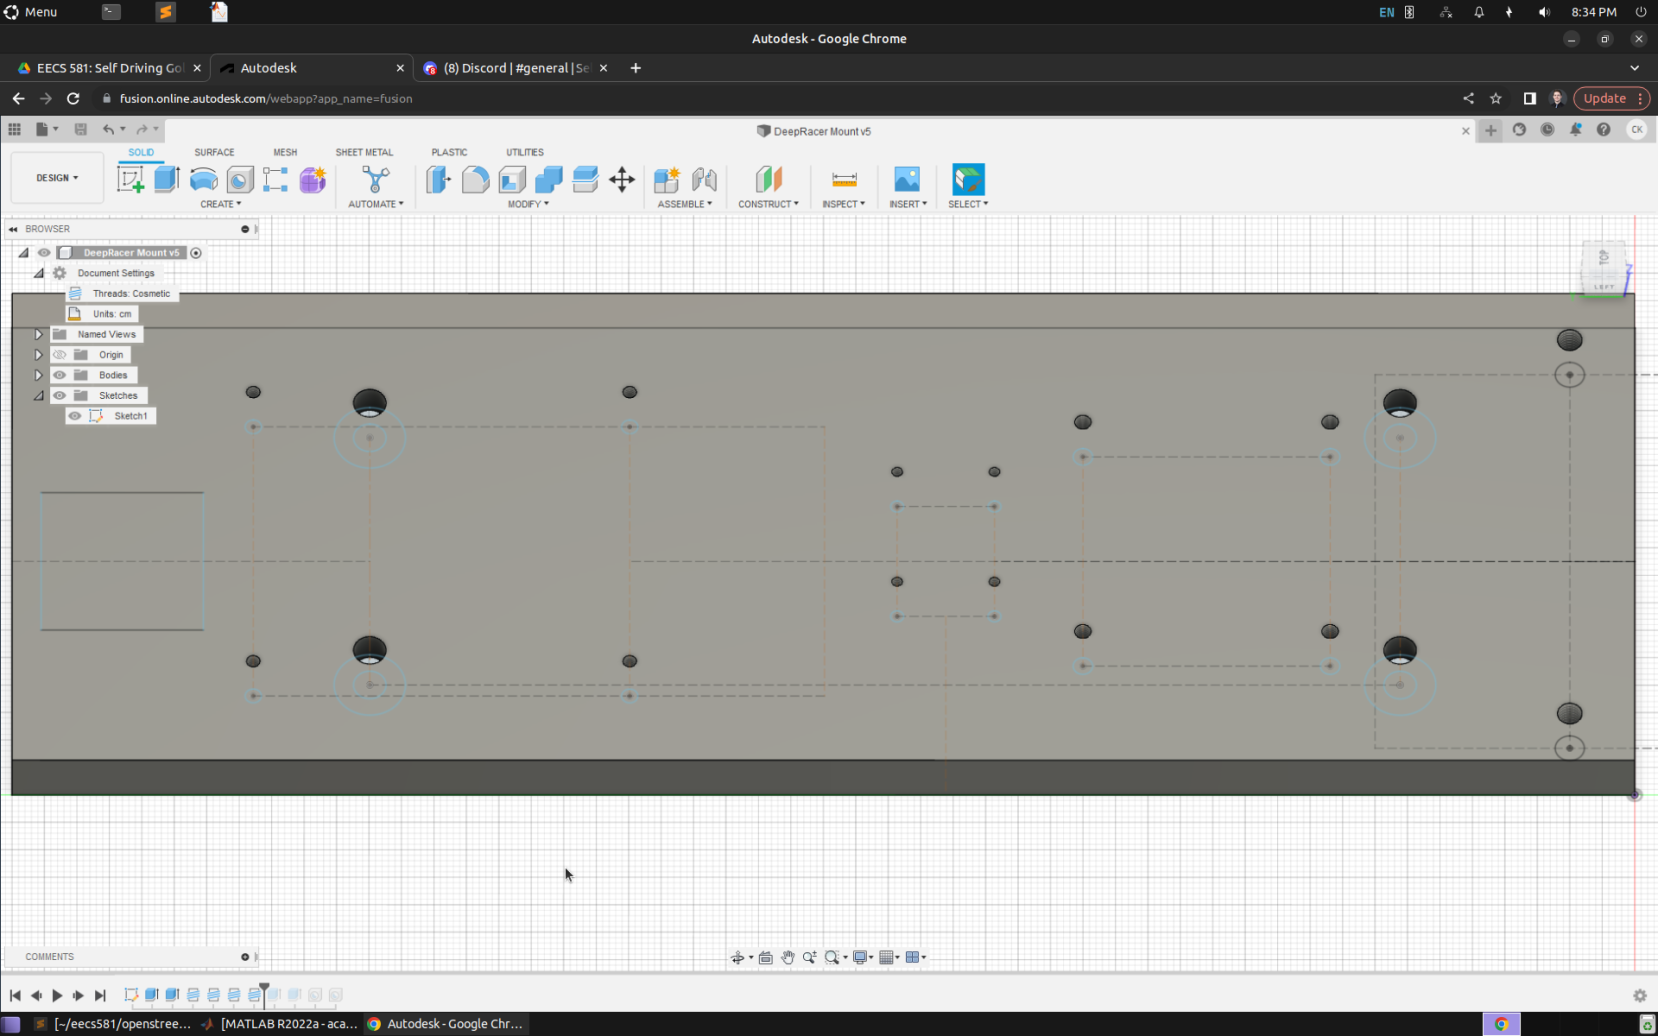 Menu
EN
8:34 PM
Autodesk - Google Chrome
EECS 581: Self Driving Gol
Autodesk
(8) Discord | #general | Se
fusion.online.autodesk.com/webapp?app_name=fusion
Update
DeepRacer Mount v5
CK
SOLID
SURFACE
MESH
SHEET METAL
PLASTIC
UTILITIES
DESIGN
CREATE
AUTOMATE
MODIFY
ASSEMBLE
CONSTRUCT
INSPECT
INSERT
SELECT
BROWSER
DeepRacer Mount v5
Document Settings
Threads: Cosmetic
Units: cm
Named Views
Origin
Bodies
Sketches
Sketch1
TOP
LEFT
Z
COMMENTS
[~/eecs581/openstree...
[MATLAB R2022a - aca...
Autodesk - Google Chr...